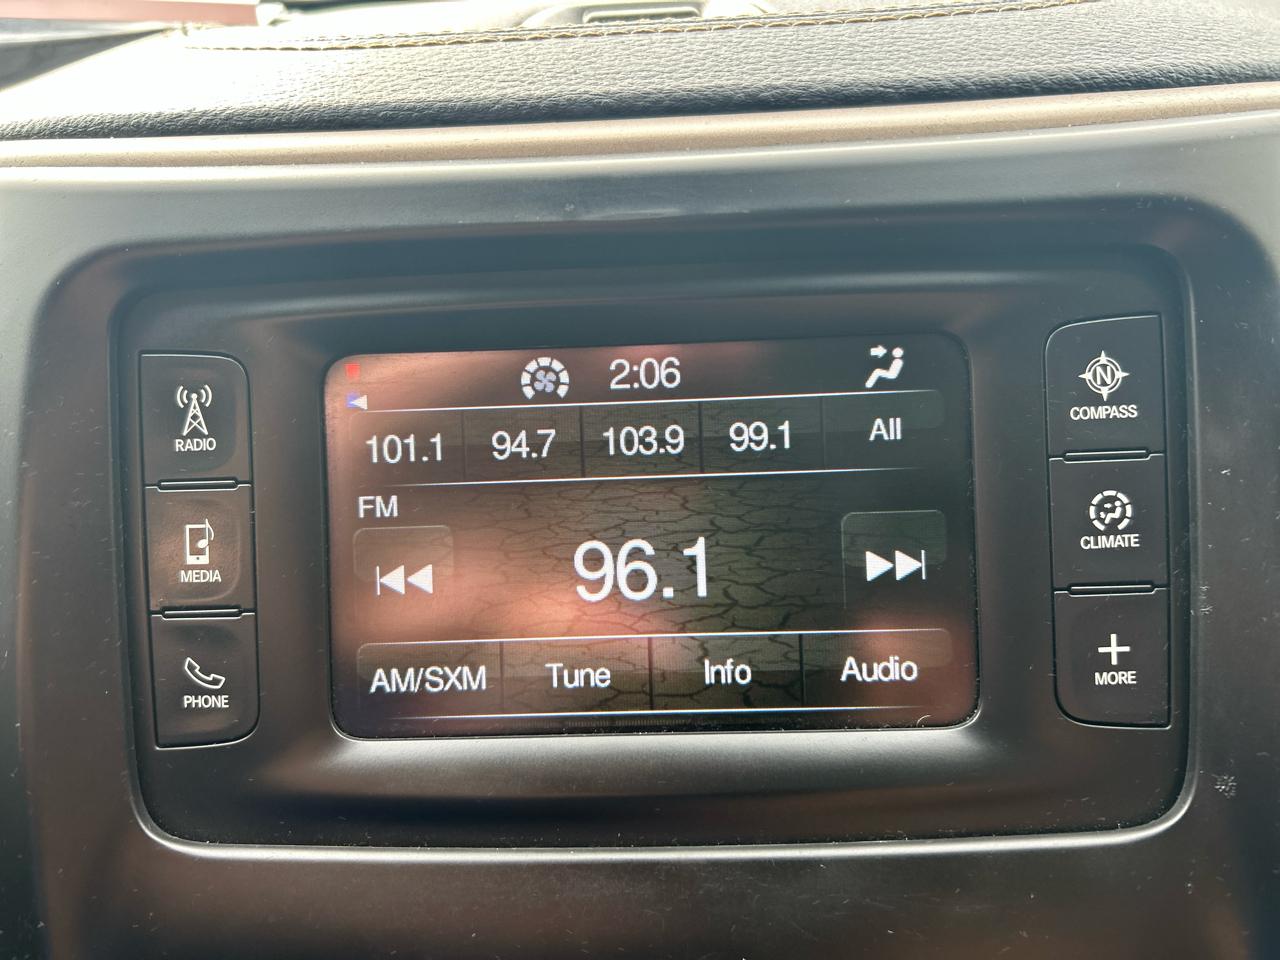 2:06
101.1 94.7 103.9 99.1 All
FM
96.1
AM/SXM Tune Info Audio
RADIO
MEDIA
PHONE
N
COMPASS
CLIMATE
MORE